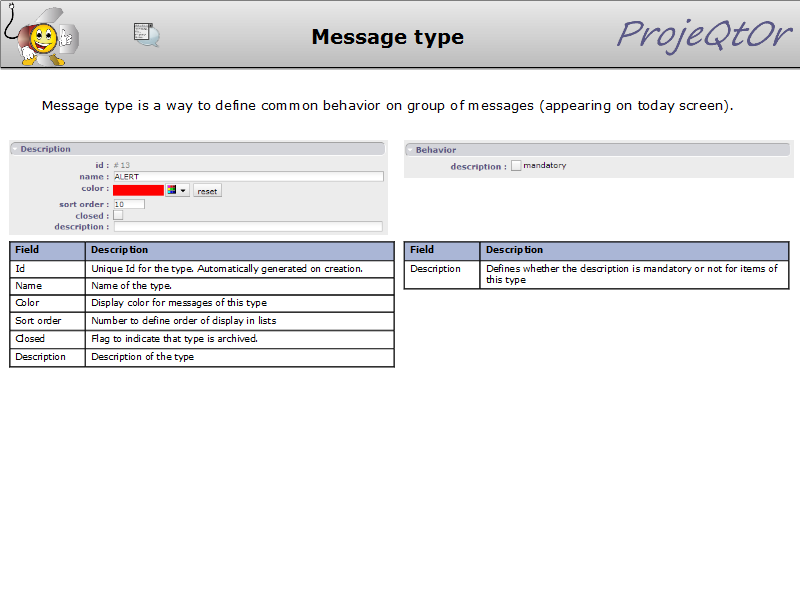 Message type
ProjeQtOr
Message type is a way to define common behavior on group of messages (appearing on today screen).
Description
id : # 13
name : ALERT
color :
reset
sort order : 10
closed :
description :
Behavior
description : mandatory
Field Description
Id Unique Id for the type. Automatically generated on creation.
Name Name of the type.
Color Display color for messages of this type
Sort order Number to define order of display in lists
Closed Flag to indicate that type is archived.
Description Description of the type
Field Description
Description Defines whether the description is mandatory or not for items of
this type